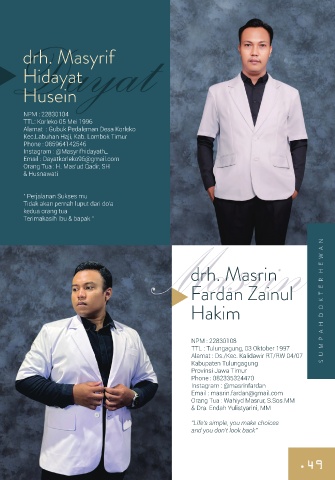 drh. Masyrif
Hidayat
Husein
NPM : 22830104
TTL : Korleko 05 Mei 1996
Alamat : Gubuk Pedaleman Desa Korleko
Kec.Labuhan Haji, Kab. Lombok Timur
Phone : 085964142546
Instagram : @Masyrifhidayath_
Email : Dayatkorleko96@gmail.com
Orang Tua : H. Mas'ud Qadir, SH
& Husnawati
" Perjalanan Sukses mu
Tidak akan pernah luput dari do'a
kedua orang tua
Terimakasih ibu & bapak "
drh. Masrin
Fardan Zainul
Hakim
NPM : 22830108
TTL : Tulungagung, 03 Oktober 1997
Alamat : Ds./Kec. Kalidawir RT/RW 04/07
Kabupaten Tulungagung
Provinsi Jawa Timur
Phone : 082335324470
Instagram : @masrinfardan
Email : masrin.fardan@gmail.com
Orang Tua : Wahiyd Masrur, S.Sos.MM
& Dra. Endah Yulistyarini, MM
"Life's simple, you make choices
and you don't look back"
SUMPAH DOKTER HEWAN
.49